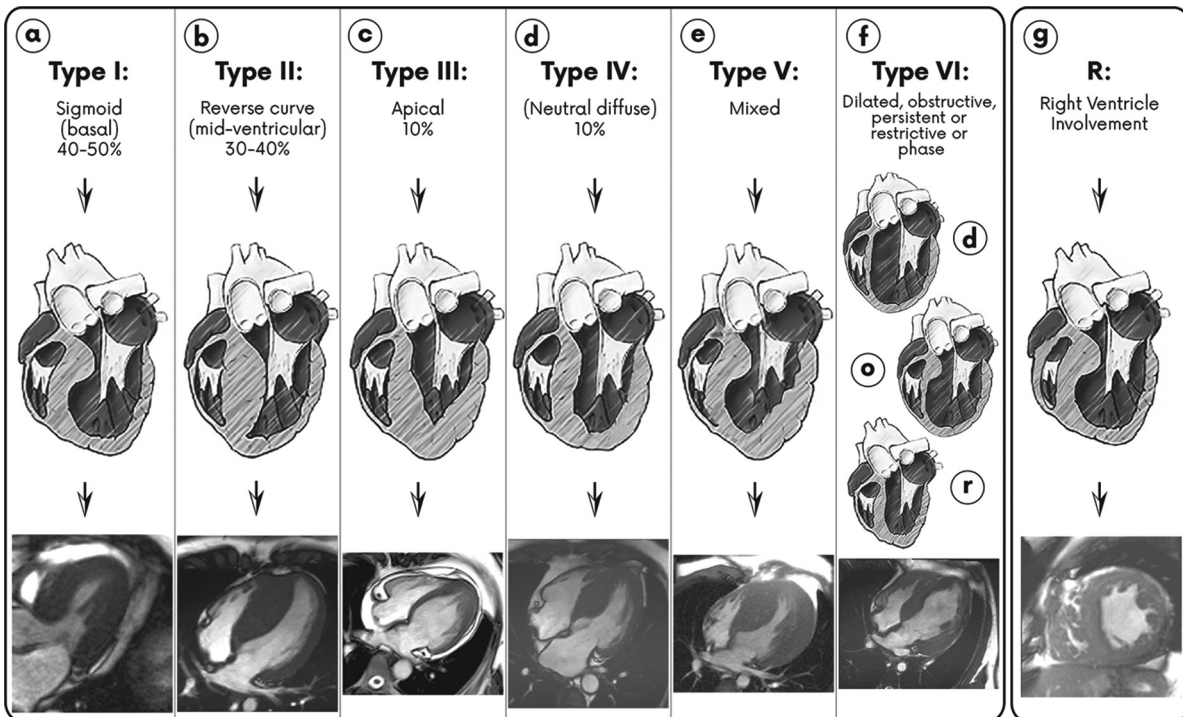 a
Type I:
Sigmoid
(basal)
40-50%
b
Type II:
Reverse curve
(mid-ventricular)
30-40%
c
Type III:
Apical
10%
d
Type IV:
(Neutral diffuse)
10%
e
Type V:
Mixed
f
Type VI:
Dilated, obstructive,
persistent or
restrictive or
phase
d
o
r
g
R:
Right Ventricle
Involvement